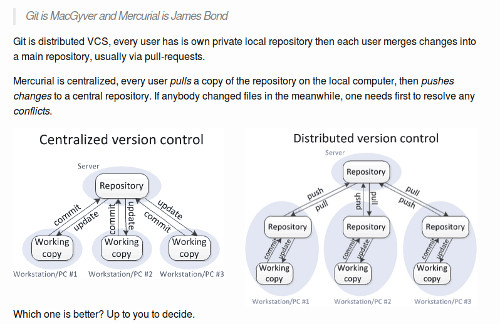 Git is MacGyver and Mercurial is James Bond
Git is distributed VCS, every user has is own private local repository then each user merges changes into
a main repository, usually via pull-requests.
Mercurial is centralized, every user pulls a copy of the repository on the local computer, then pushes
changes to a central repository. If anybody changed files in the meanwhile, one needs first to resolve any
conflicts.
Centralized version control
Server
Repository
commit
update
commit
update
update
commit
Working
copy
Working
copy
Working
copy
Workstation/PC #1
Workstation/PC #2
Workstation/PC #3
Distributed version control
Server
Repository
push
pull
push
pull
pull
push
Repository
Repository
Repository
commit
update
commit
update
commit
update
Working
copy
Working
copy
Working
copy
Workstation/PC #1
Workstation/PC #2
Workstation/PC #3
Which one is better? Up to you to decide.